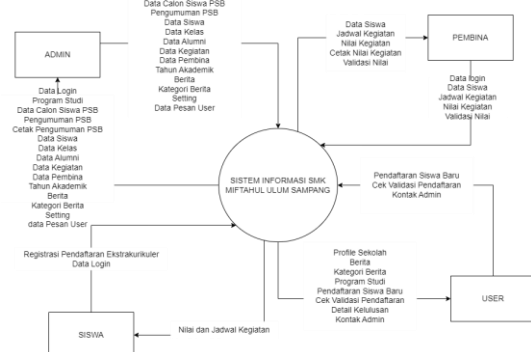 Data Calon Siswa PSB
Pengumuman PSB
Data Siswa
Data Kelas
Data Alumni
Data Kegiatan
Data Pembina
Tahun Akademik
Berita
Kategori Berita
Setting
Data Pesan User
ADMIN
Data Login
Program Studi
Data Calon Siswa PSB
Pengumuman PSB
Cetak Pengumuman PSB
Data Siswa
Data Kelas
Data Alumni
Data Kegiatan
Data Pembina
Tahun Akademik
Berita
Kategori Berita
Setting
data Pesan User
Data Siswa
Jadwal Kegiatan
Nilai Kegiatan
Cetak Nilai Kegiatan
Validasi Nilai
PEMBINA
Data login
Data Siswa
Jadwal Kegiatan
Nilai Kegiatan
Validasi Nilai
SISTEM INFORMASI SMK
MIFTAHUL ULUM SAMPANG
Pendaftaran Siswa Baru
Cek Validasi Pendaftaran
Kontak Admin
Registrasi Pendaftaran Ekstrakurikuler
Data Login
Profile Sekolah
Berita
Kategori Berita
Program Studi
Pendaftaran Siswa Baru
Cek Validasi Pendaftaran
Detail Kelulusan
Kontak Admin
USER
SISWA
Nilai dan Jadwal Kegiatan